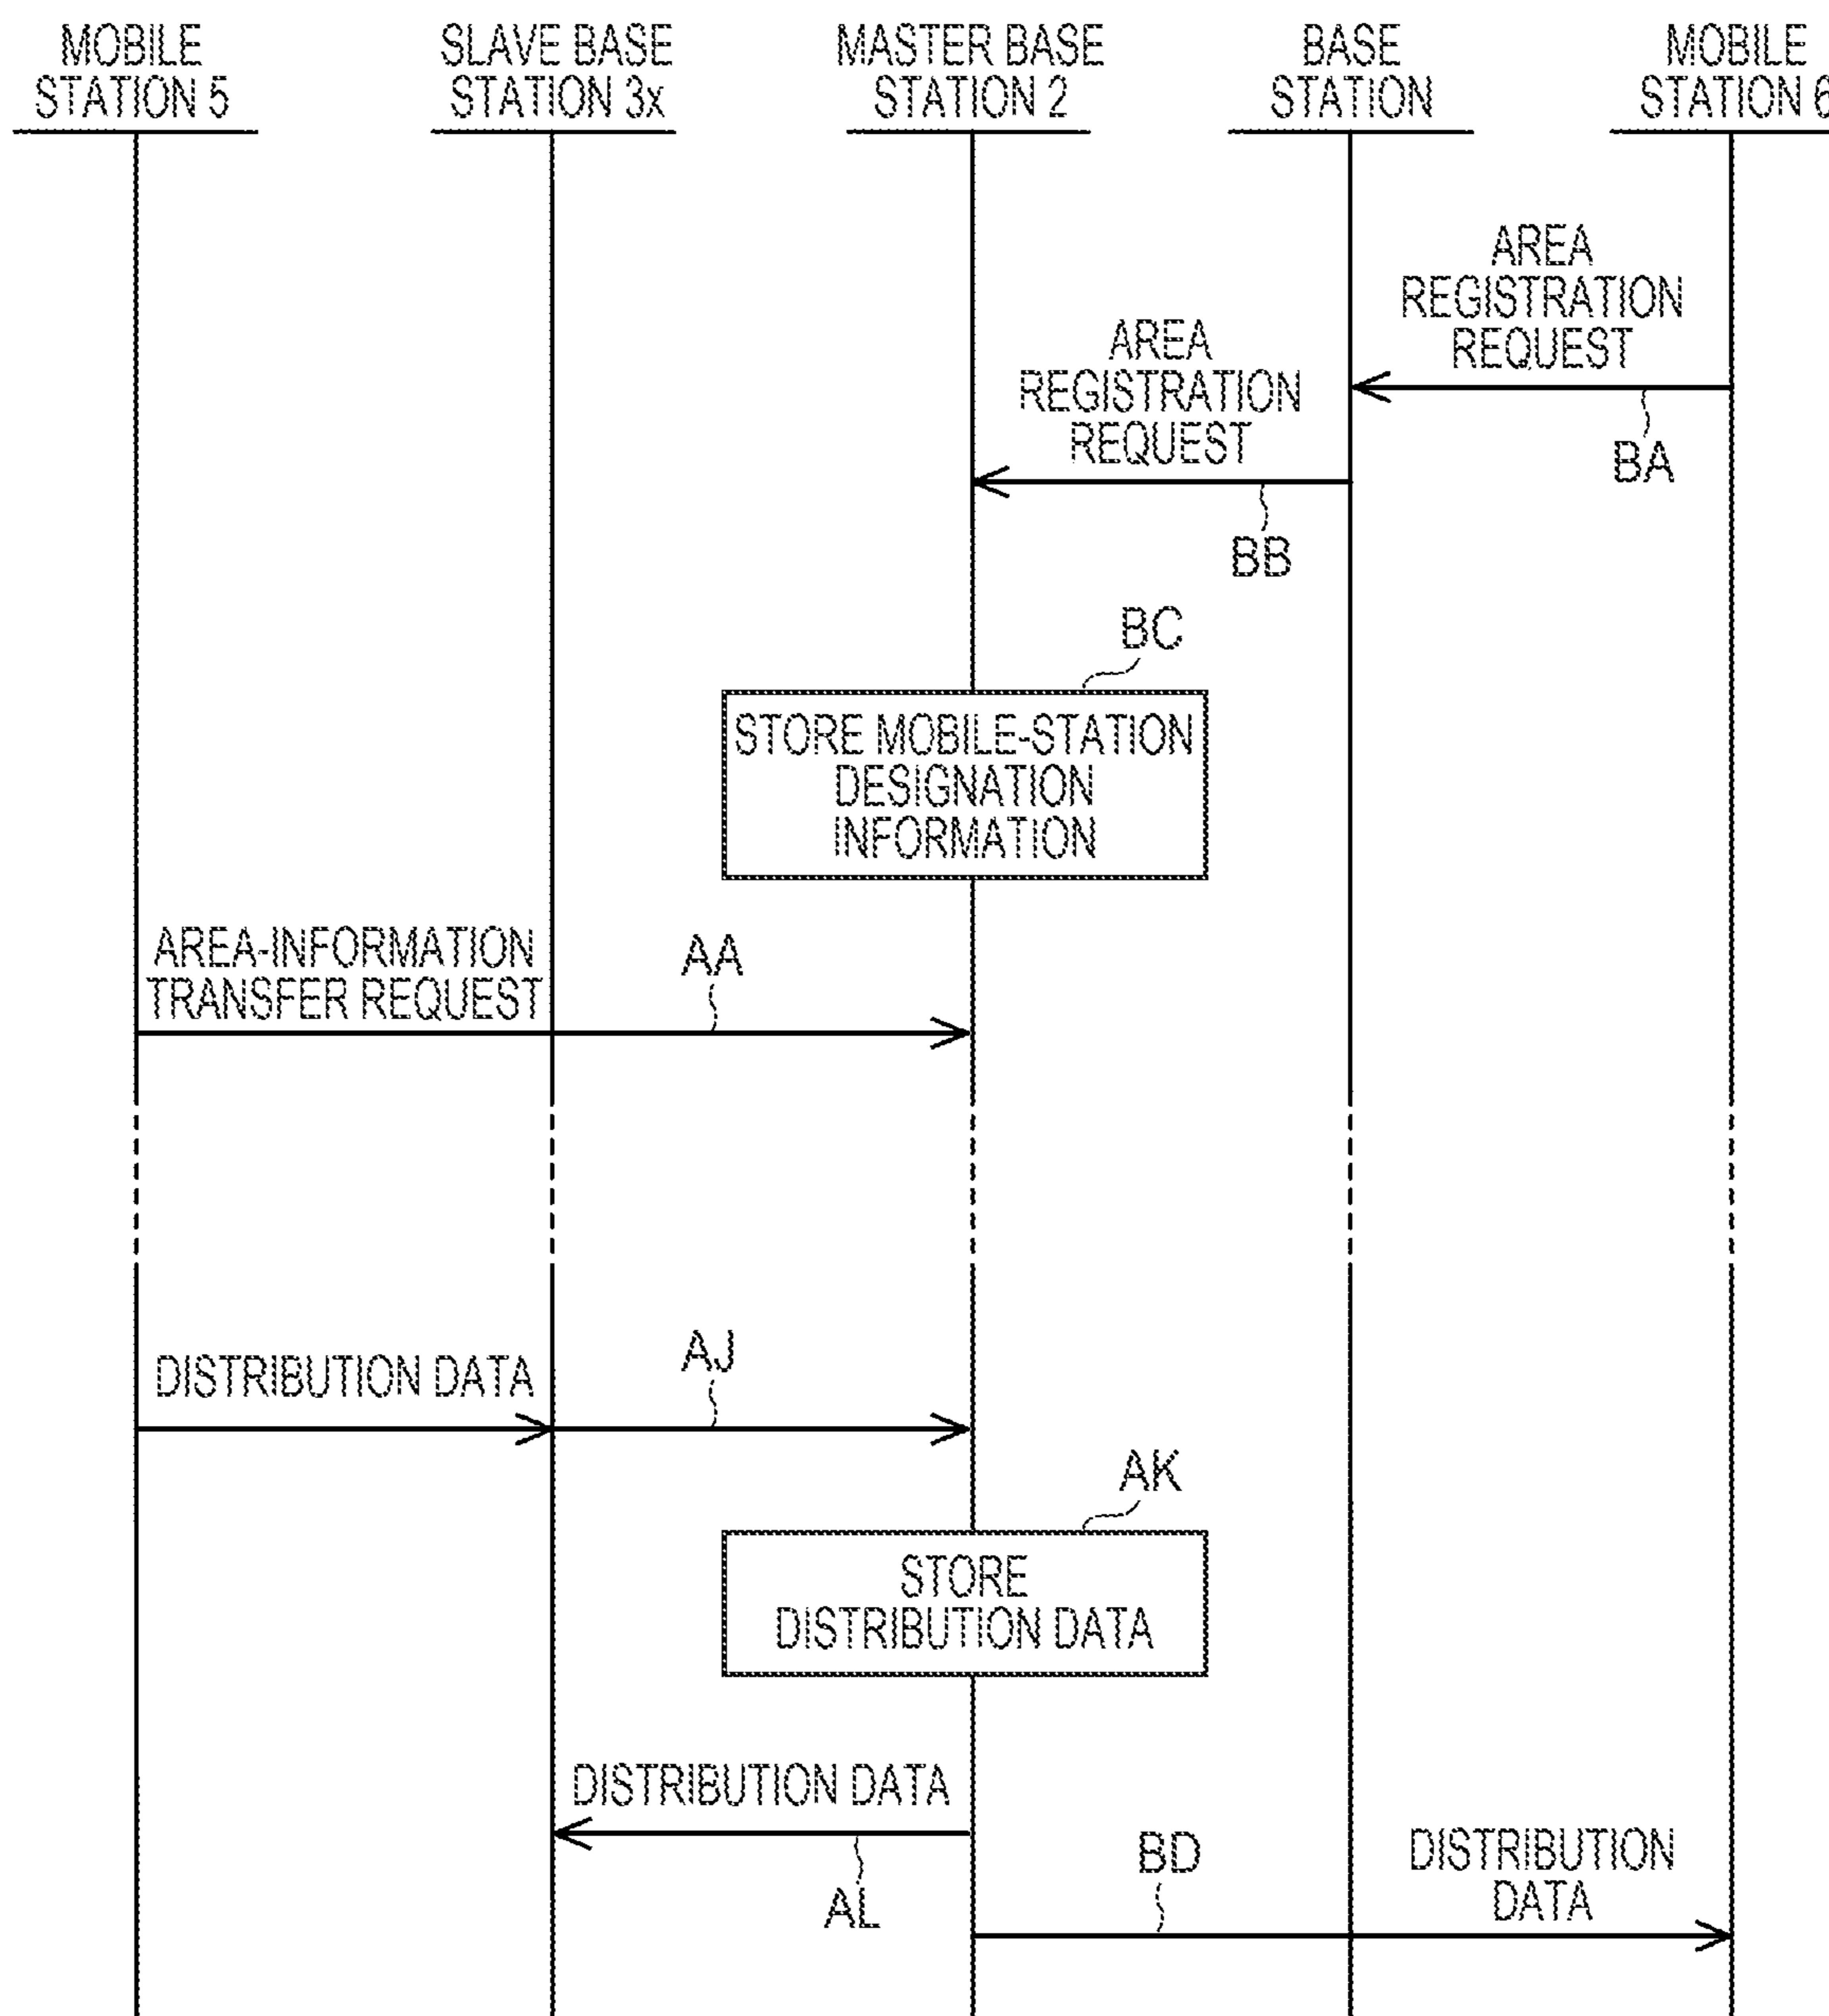 MOBILE
STATION 5
SLAVE BASE
STATION 3x
MASTER BASE
STATION 2
BASE
STATION
MOBILE
STATION 6
AREA
REGISTRATION
REQUEST
BA
AREA
REGISTRATION
REQUEST
BB
BC
STORE MOBILE-STATION
DESIGNATION
INFORMATION
AREA-INFORMATION
TRANSFER REQUEST
AA
DISTRIBUTION DATA
AJ
AK
STORE
DISTRIBUTION DATA
DISTRIBUTION DATA
AL
BD
DISTRIBUTION
DATA